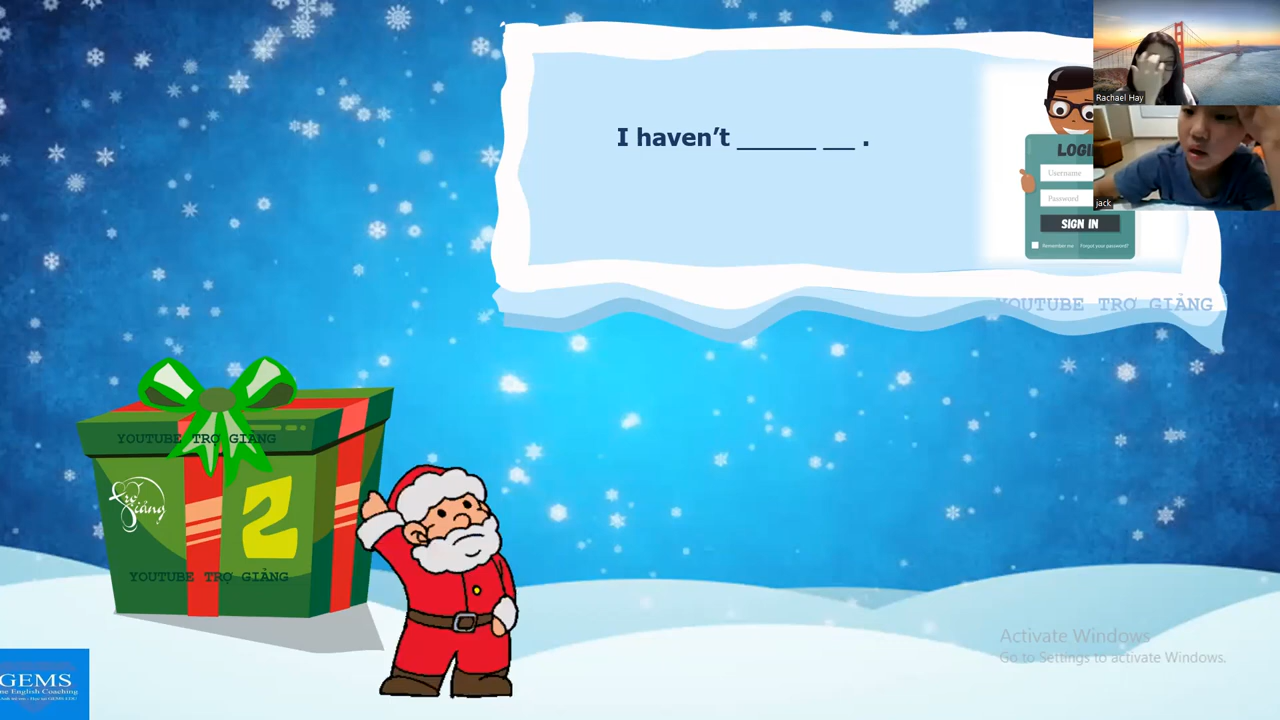 I haven't ______ __ .
LOGI
Username
Password
SIGN IN
Remember me Forgot your password?
Rachael Hay
jack
YOUTUBE TRỢ GIẢNG
YOUTUBE TRỢ GIẢNG
Trợ Giảng
2
YOUTUBE TRỢ GIẢNG
Activate Windows
Go to Settings to activate Windows.
GEMS
ne English Coaching